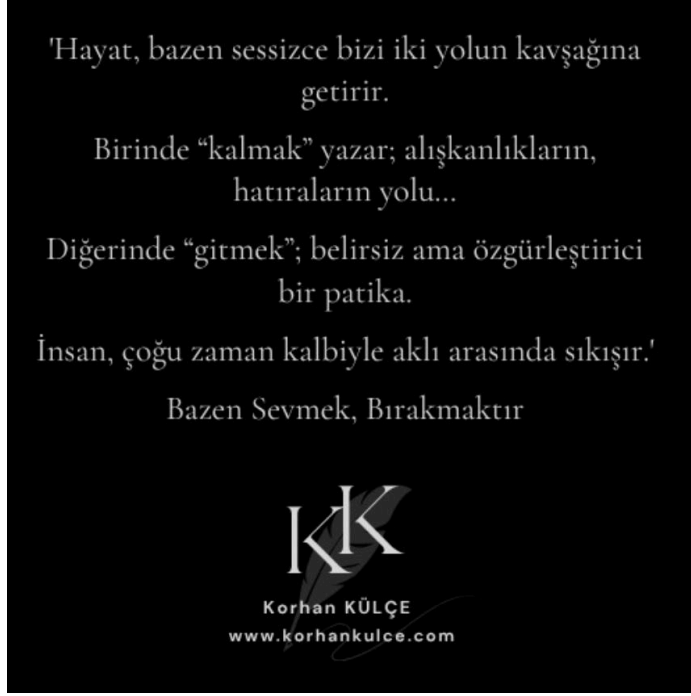 'Hayat, bazen sessizce bizi iki yolun kavşağına
getirir.
Birinde “kalmak” yazar; alışkanlıkların,
hatıraların yolu...
Diğerinde “gitmek”; belirsiz ama özgürleştirici
bir patika.
İnsan, çoğu zaman kalbiyle aklı arasında sıkışır.'
Bazen Sevmek, Bırakmaktır
KK
Korhan KÜLÇE
www.korhankulce.com